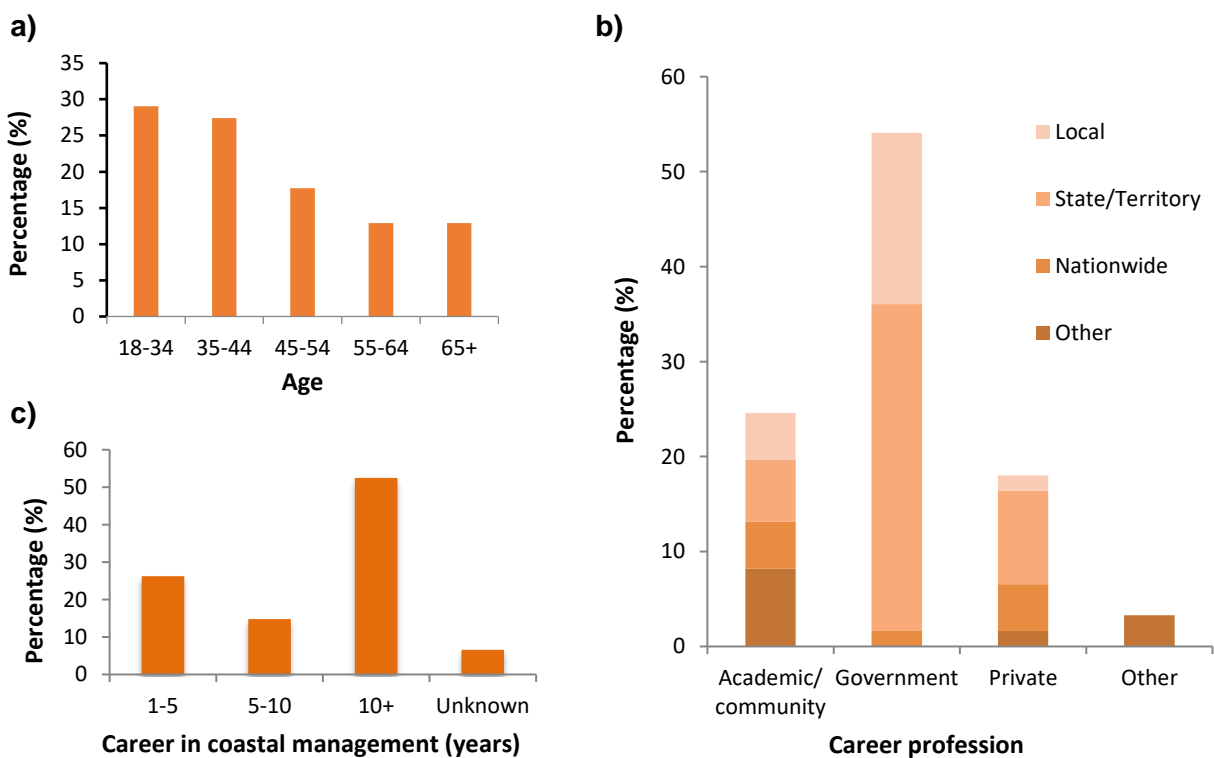 a)
Percentage (%)
35
30
25
20
15
10
5
0
18-34 35-44 45-54 55-64 65+
Age
b)
Percentage (%)
60
50
40
30
20
10
0
Local
State/Territory
Nationwide
Other
Academic/ Government Private Other
community
Career profession
c)
Percentage (%)
60
50
40
30
20
10
0
1-5 5-10 10+ Unknown
Career in coastal management (years)